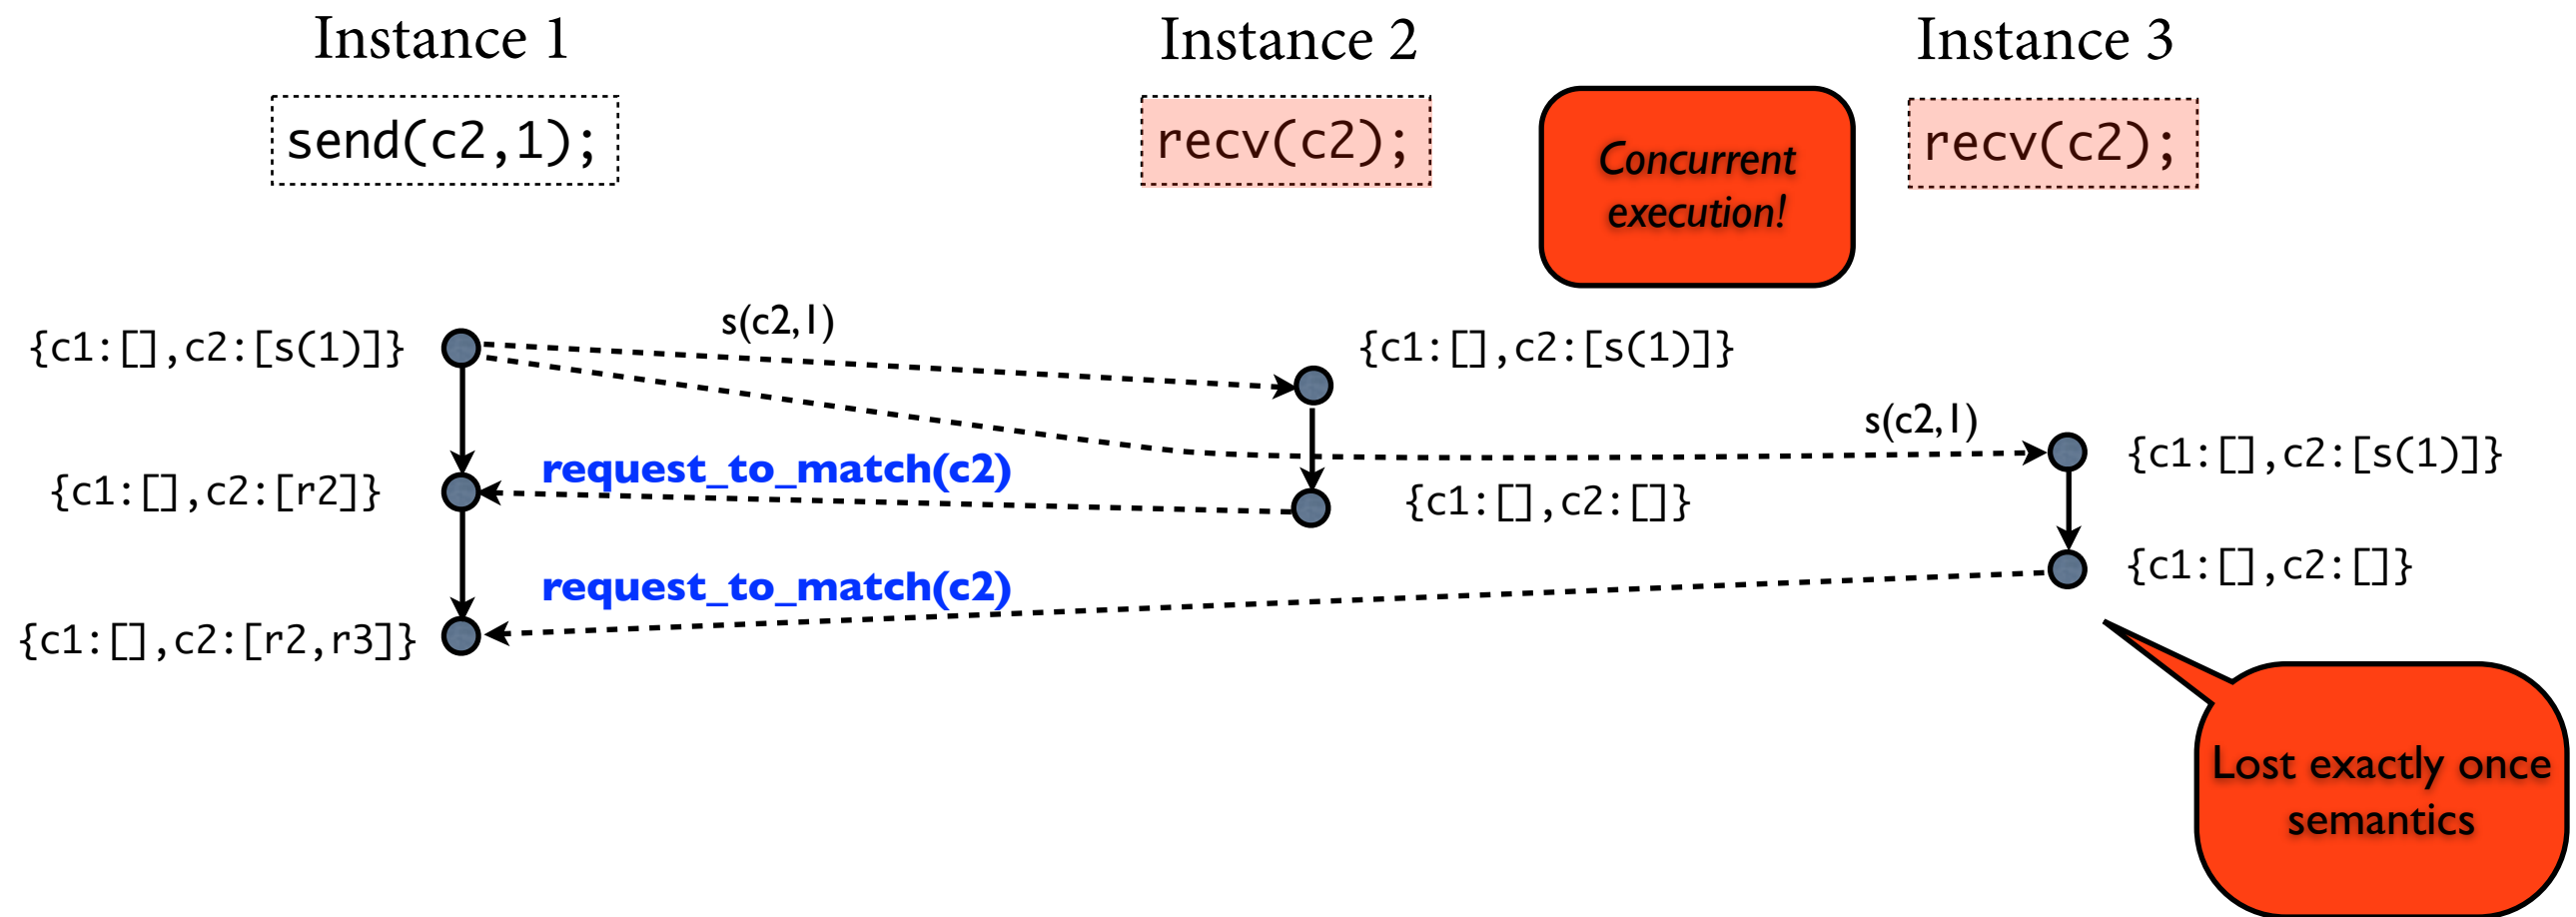 Instance 1
Instance 2
Instance 3
send(c2,1);
recv(c2);
Concurrent
execution!
recv(c2);
s(c2,1)
{c1:[],c2:[s(1)]}
{c1:[],c2:[s(1)]}
s(c2,1)
{c1:[],c2:[s(1)]}
request_to_match(c2)
{c1:[],c2:[r2]}
{c1:[],c2:[]}
{c1:[],c2:[]}
request_to_match(c2)
{c1:[],c2:[r2,r3]}
Lost exactly once
semantics